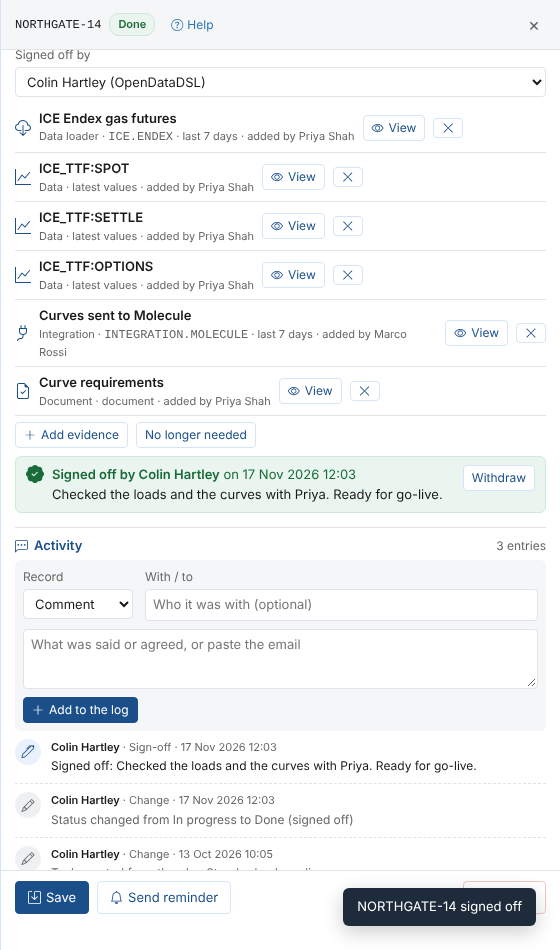 NORTHGATE-14 Done Help
Signed off by
Colin Hartley (OpenDataDSL)
ICE Endex gas futures
Data loader · ICE.ENDEX · last 7 days · added by Priya Shah
View
ICE_TTF:SPOT
Data · latest values · added by Priya Shah
View
ICE_TTF:SETTLE
Data · latest values · added by Priya Shah
View
ICE_TTF:OPTIONS
Data · latest values · added by Priya Shah
View
Curves sent to Molecule
Integration · INTEGRATION.MOLECULE · last 7 days · added by Marco
Rossi
View
Curve requirements
Document · document · added by Priya Shah
View
Add evidence No longer needed
Signed off by Colin Hartley on 17 Nov 2026 12:03
Checked the loads and the curves with Priya. Ready for go-live.
Withdraw
Activity 3 entries
Record With / to
Comment Who it was with (optional)
What was said or agreed, or paste the email
Add to the log
Colin Hartley · Sign-off · 17 Nov 2026 12:03
Signed off: Checked the loads and the curves with Priya. Ready for go-live.
Colin Hartley · Change · 17 Nov 2026 12:03
Status changed from In progress to Done (signed off)
Colin Hartley · Change · 13 Oct 2026 10:05
Save Send reminder
NORTHGATE-14 signed off